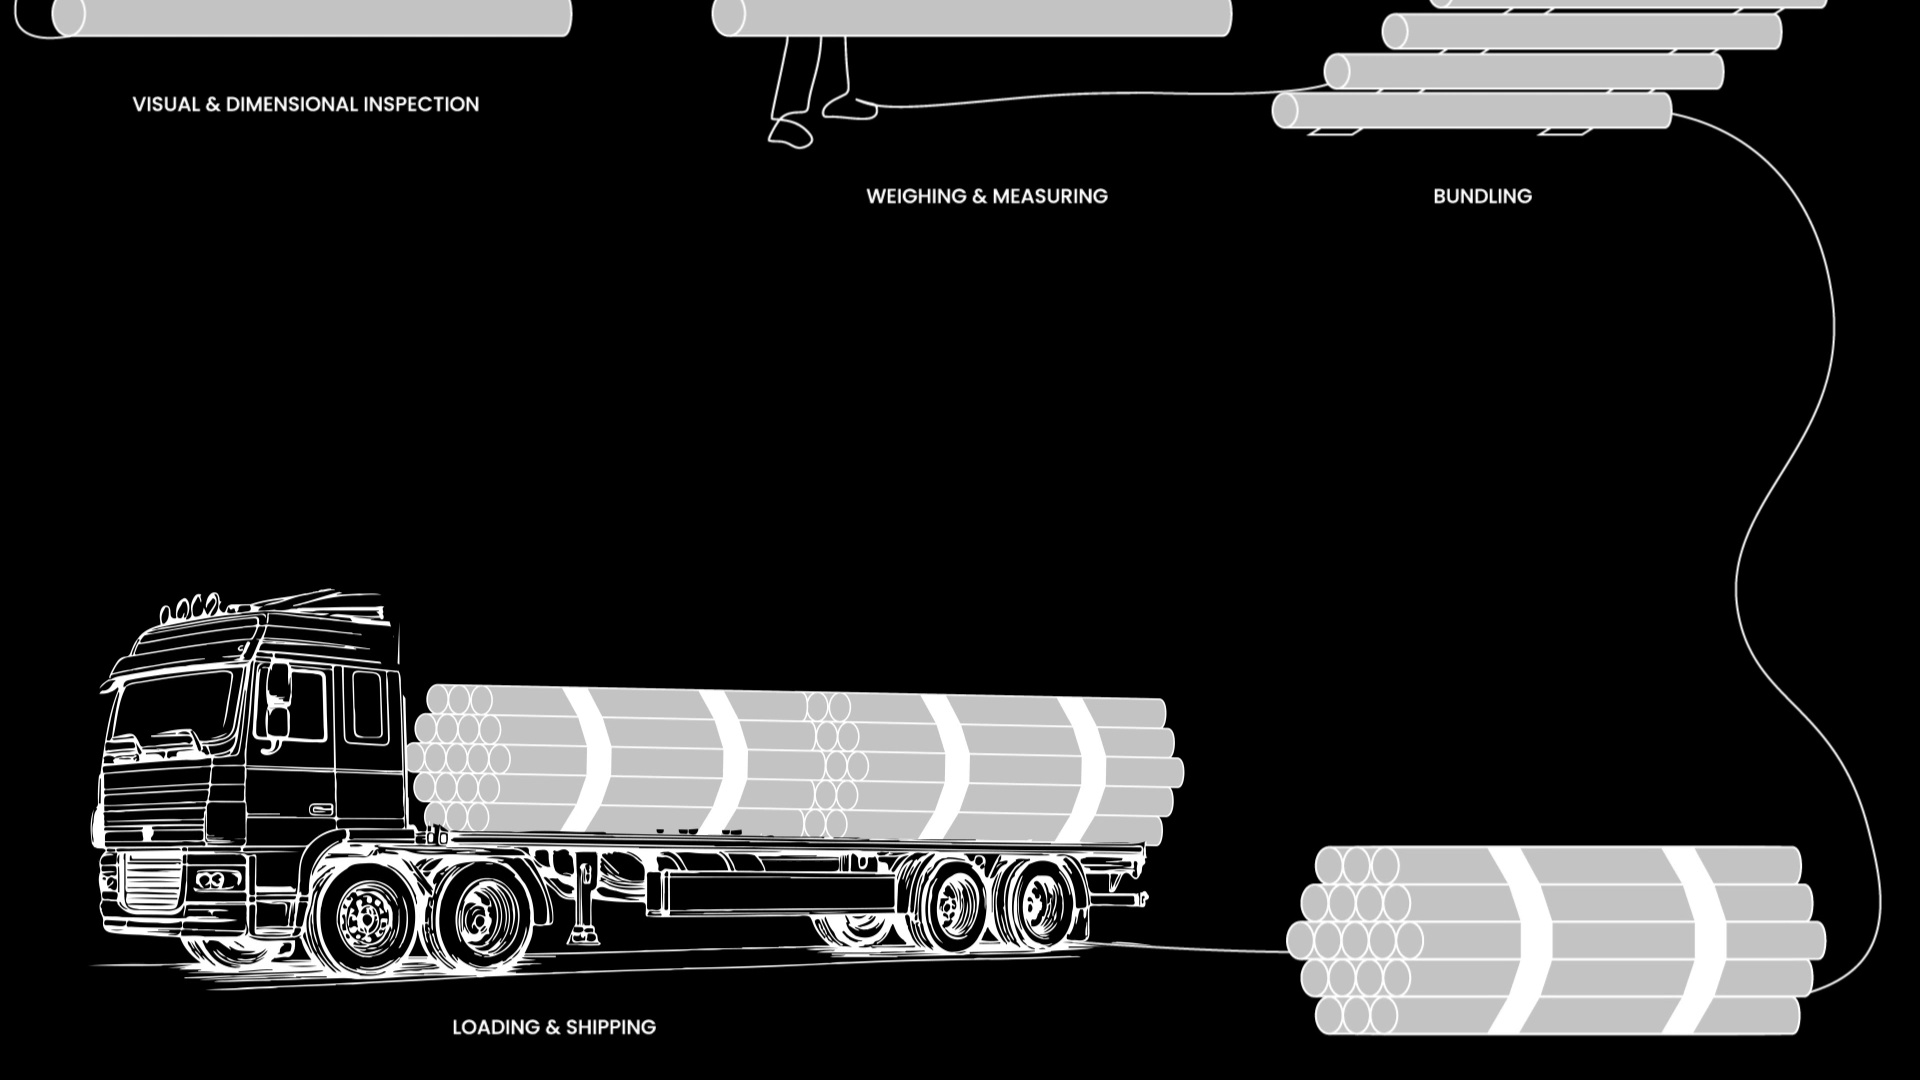 VISUAL & DIMENSIONAL INSPECTION
WEIGHING & MEASURING
BUNDLING
LOADING & SHIPPING